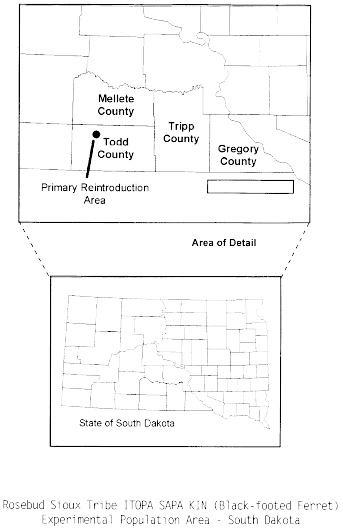 Mellete
County
Tripp
County
Todd
County
Gregory
County
Primary Reintroduction
Area
Area of Detail
State of South Dakota
Rosebud Sioux Tribe ITOPA SAPA KIN (Black-footed Ferret)
Experimental Population Area - South Dakota